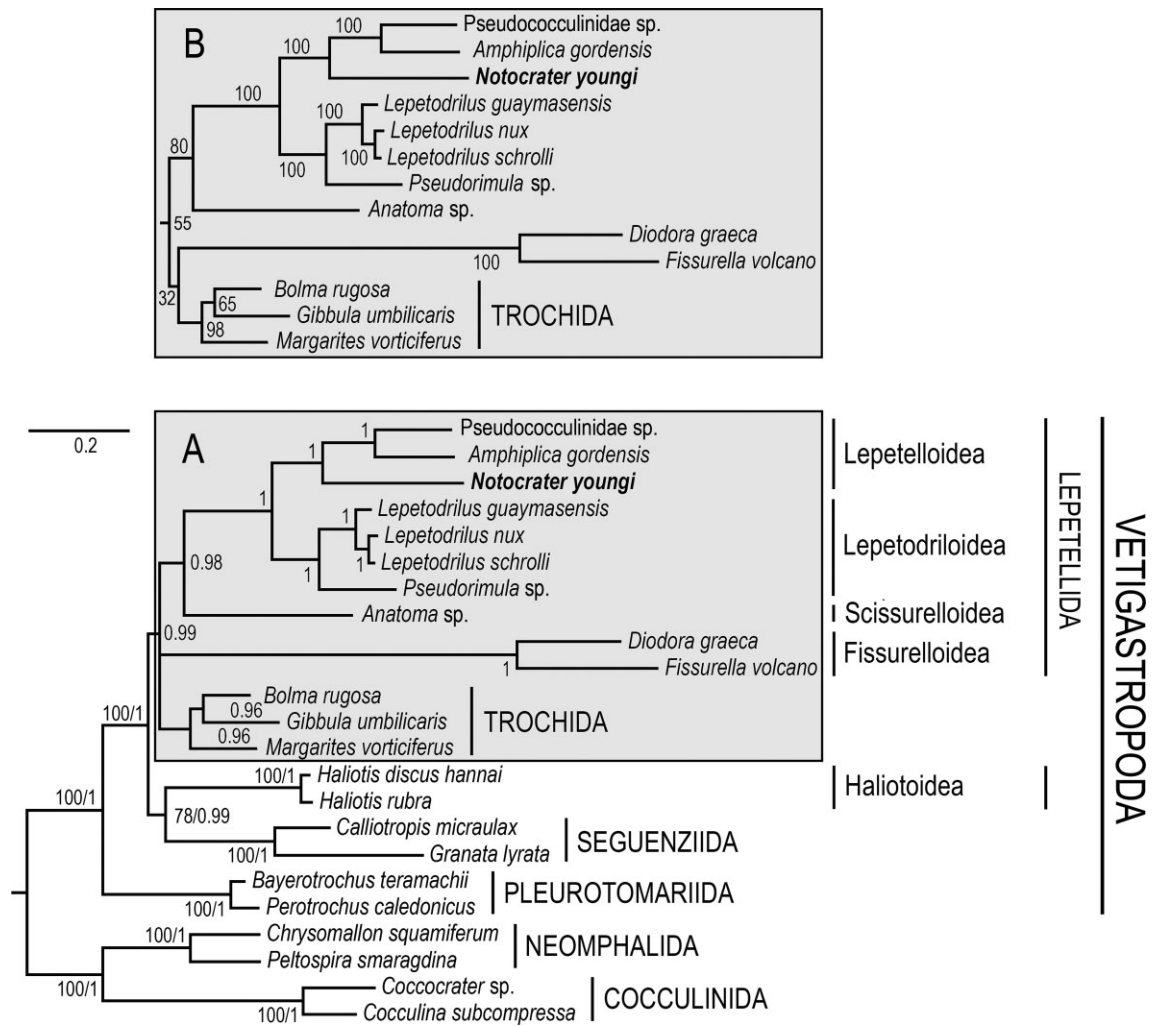 B
Pseudococculinidae sp.
100
Amphiplica gordensis
100
Notocrater youngi
100
Lepetodrilus guaymasensis
100
Lepetodrilus nux
100
Lepetodrilus schrolli
100
Pseudorimula sp.
80
Anatoma sp.
55
Diodora graeca
100
Fissurella volcano
32
Bolma rugosa
65
Gibbula umbilicaris
98
Margarites vorticiferus
TROCHIDA
0.2
A
Pseudococculinidae sp.
1
Amphiplica gordensis
1
Notocrater youngi
1
Lepetodrilus guaymasensis
1
Lepetodrilus nux
1
Lepetodrilus schrolli
1
Pseudorimula sp.
0.98
Anatoma sp.
0.99
Diodora graeca
1
Fissurella volcano
Bolma rugosa
0.96
Gibbula umbilicaris
0.96
Margarites vorticiferus
TROCHIDA
Lepetelloidea
Lepetodriloidea
Scissurelloidea
Fissurelloidea
LEPETELLIDA
VETIGASTROPODA
100/1
100/1
Haliotis discus hannai
Haliotis rubra
Haliotoidea
100/1
78/0.99
Calliotropis micraulax
100/1
Granata lyrata
SEGUENZIIDA
Bayerotrochus teramachii
100/1
Perotrochus caledonicus
PLEUROTOMARIIDA
100/1
Chrysomallon squamiferum
Peltospira smaragdina
NEOMPHALIDA
100/1
Coccocrater sp.
100/1
Cocculina subcompressa
COCCULINIDA